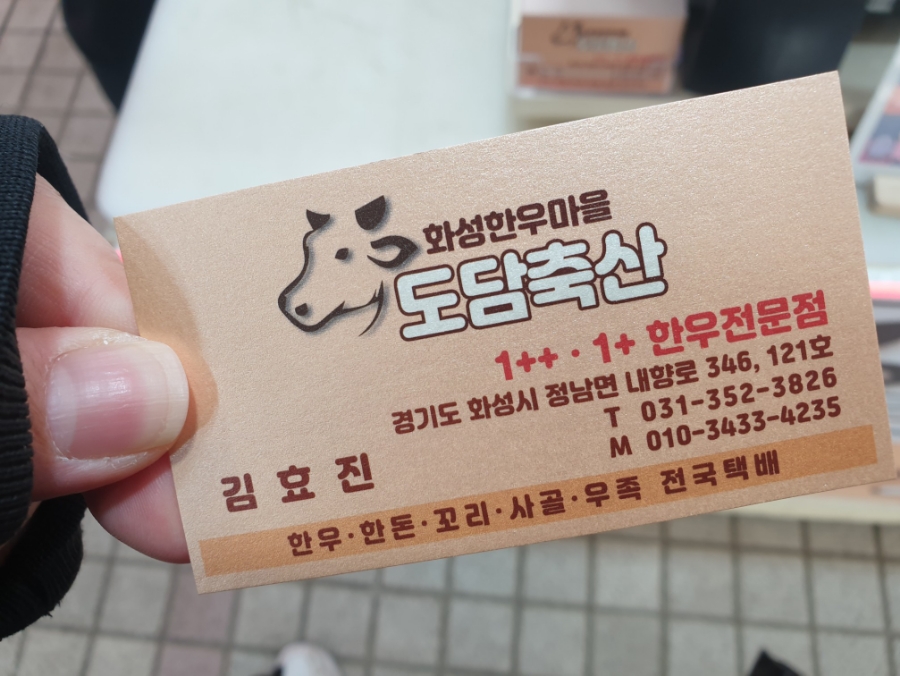 화성한우마을
도담축산
1++ · 1+ 한우전문점
경기도 화성시 정남면 내향로 346, 121호
T 031-352-3826
M 010-3433-4235
김효진
한우·한돈·꼬리·사골·우족 전국택배